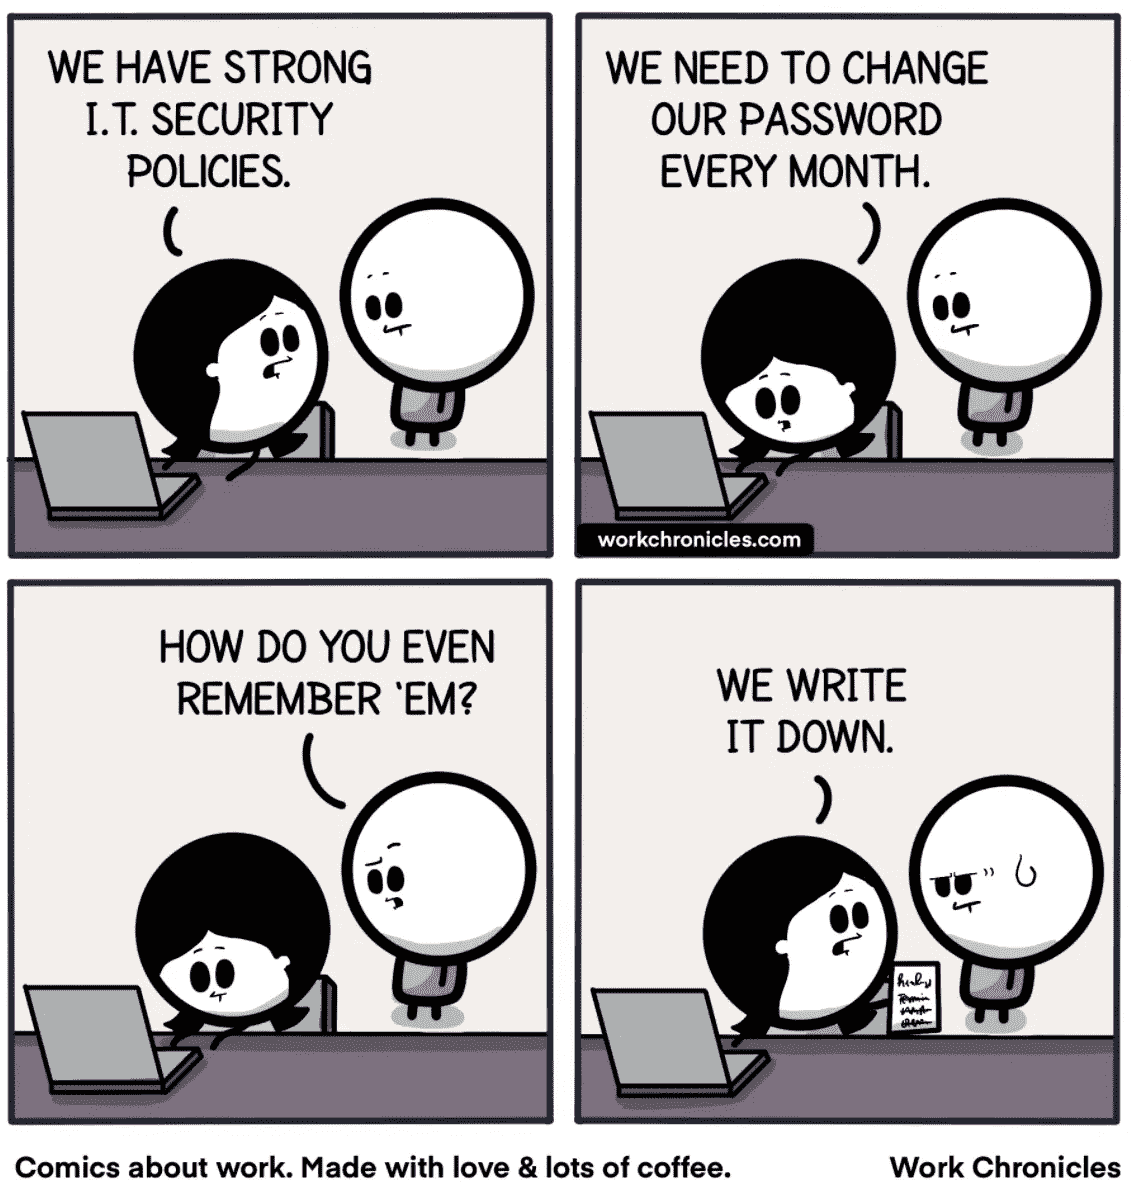 WE HAVE STRONG
I.T. SECURITY
POLICIES.
WE NEED TO CHANGE
OUR PASSWORD
EVERY MONTH.
workchronicles.com
HOW DO YOU EVEN
REMEMBER 'EM?
WE WRITE
IT DOWN.
Comics about work. Made with love & lots of coffee.
Work Chronicles